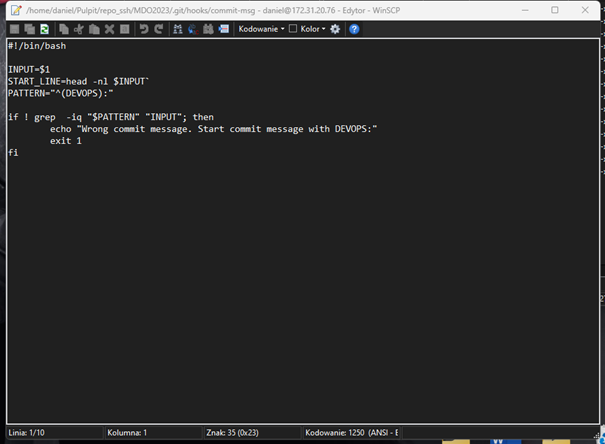 /home/daniel/Pulpit/repo_ssh/MDO2023/.git/hooks/commit-msg - daniel@172.31.20.76 - Edytor - WinSCP
Kodowanie Kolor
#!/bin/bash
INPUT=$1
START_LINE=head -nl $INPUT`
PATTERN="^(DEVOPS):"
if ! grep  -iq "$PATTERN" "INPUT"; then
echo "Wrong commit message. Start commit message with DEVOPS:"
exit 1
fi
Linia: 1/10 Kolumna: 1 Znak: 35 (0x23) Kodowanie: 1250 (ANSI - E